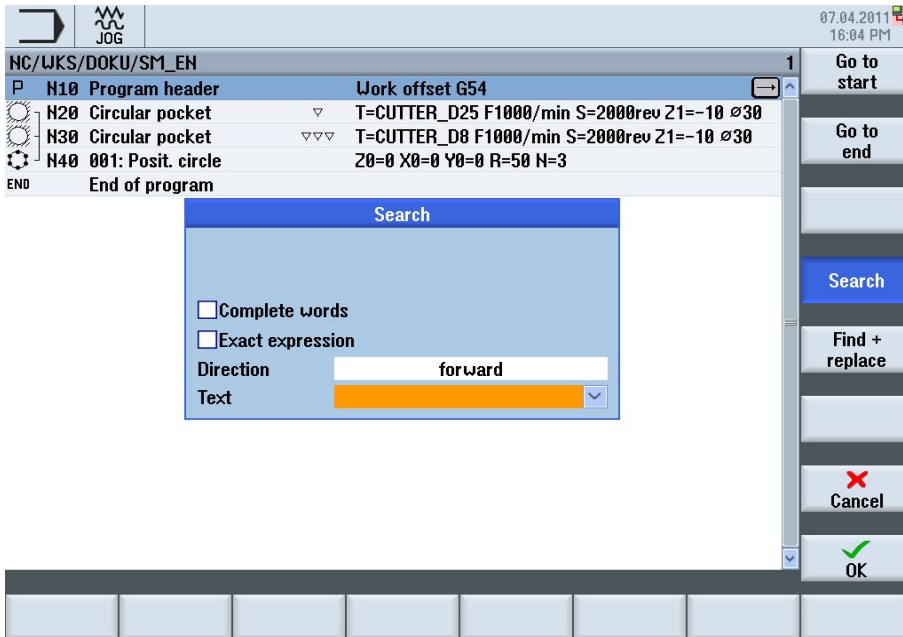 JOG
07.04.2011
16:04 PM
NC/WKS/DOKU/SM_EN 1
P N10 Program header Work offset G54
N20 Circular pocket ▽ T=CUTTER_D25 F1000/min S=2000rev Z1=-10 ⌀30
N30 Circular pocket ▽▽▽ T=CUTTER_D8 F1000/min S=2000rev Z1=-10 ⌀30
N40 001: Posit. circle Z0=0 X0=0 Y0=0 R=50 N=3
END End of program
Search
Complete words
Exact expression
Direction forward
Text
Go to
start
Go to
end
Search
Find +
replace
Cancel
OK